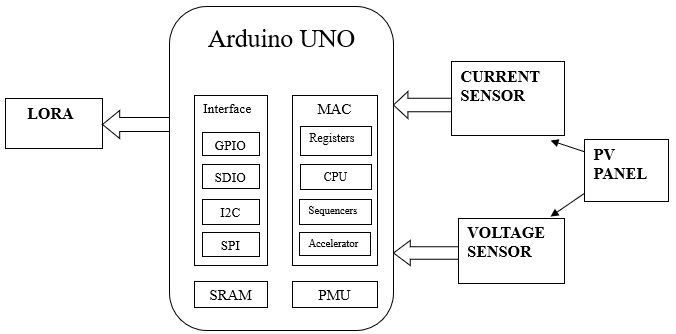 Arduino UNO
LORA
Interface
GPIO
SDIO
I2C
SPI
SRAM
MAC
Registers
CPU
Sequencers
Accelerator
PMU
CURRENT
SENSOR
VOLTAGE
SENSOR
PV
PANEL